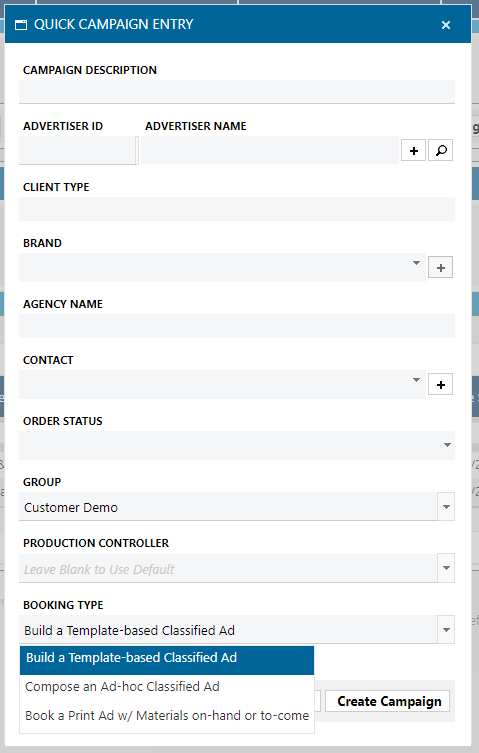 QUICK CAMPAIGN ENTRY
CAMPAIGN DESCRIPTION
ADVERTISER ID ADVERTISER NAME
CLIENT TYPE
BRAND
AGENCY NAME
CONTACT
ORDER STATUS
GROUP
Customer Demo
PRODUCTION CONTROLLER
Leave Blank to Use Default
BOOKING TYPE
Build a Template-based Classified Ad
Build a Template-based Classified Ad
Compose an Ad-hoc Classified Ad
Book a Print Ad w/ Materials on-hand or to-come
Create Campaign